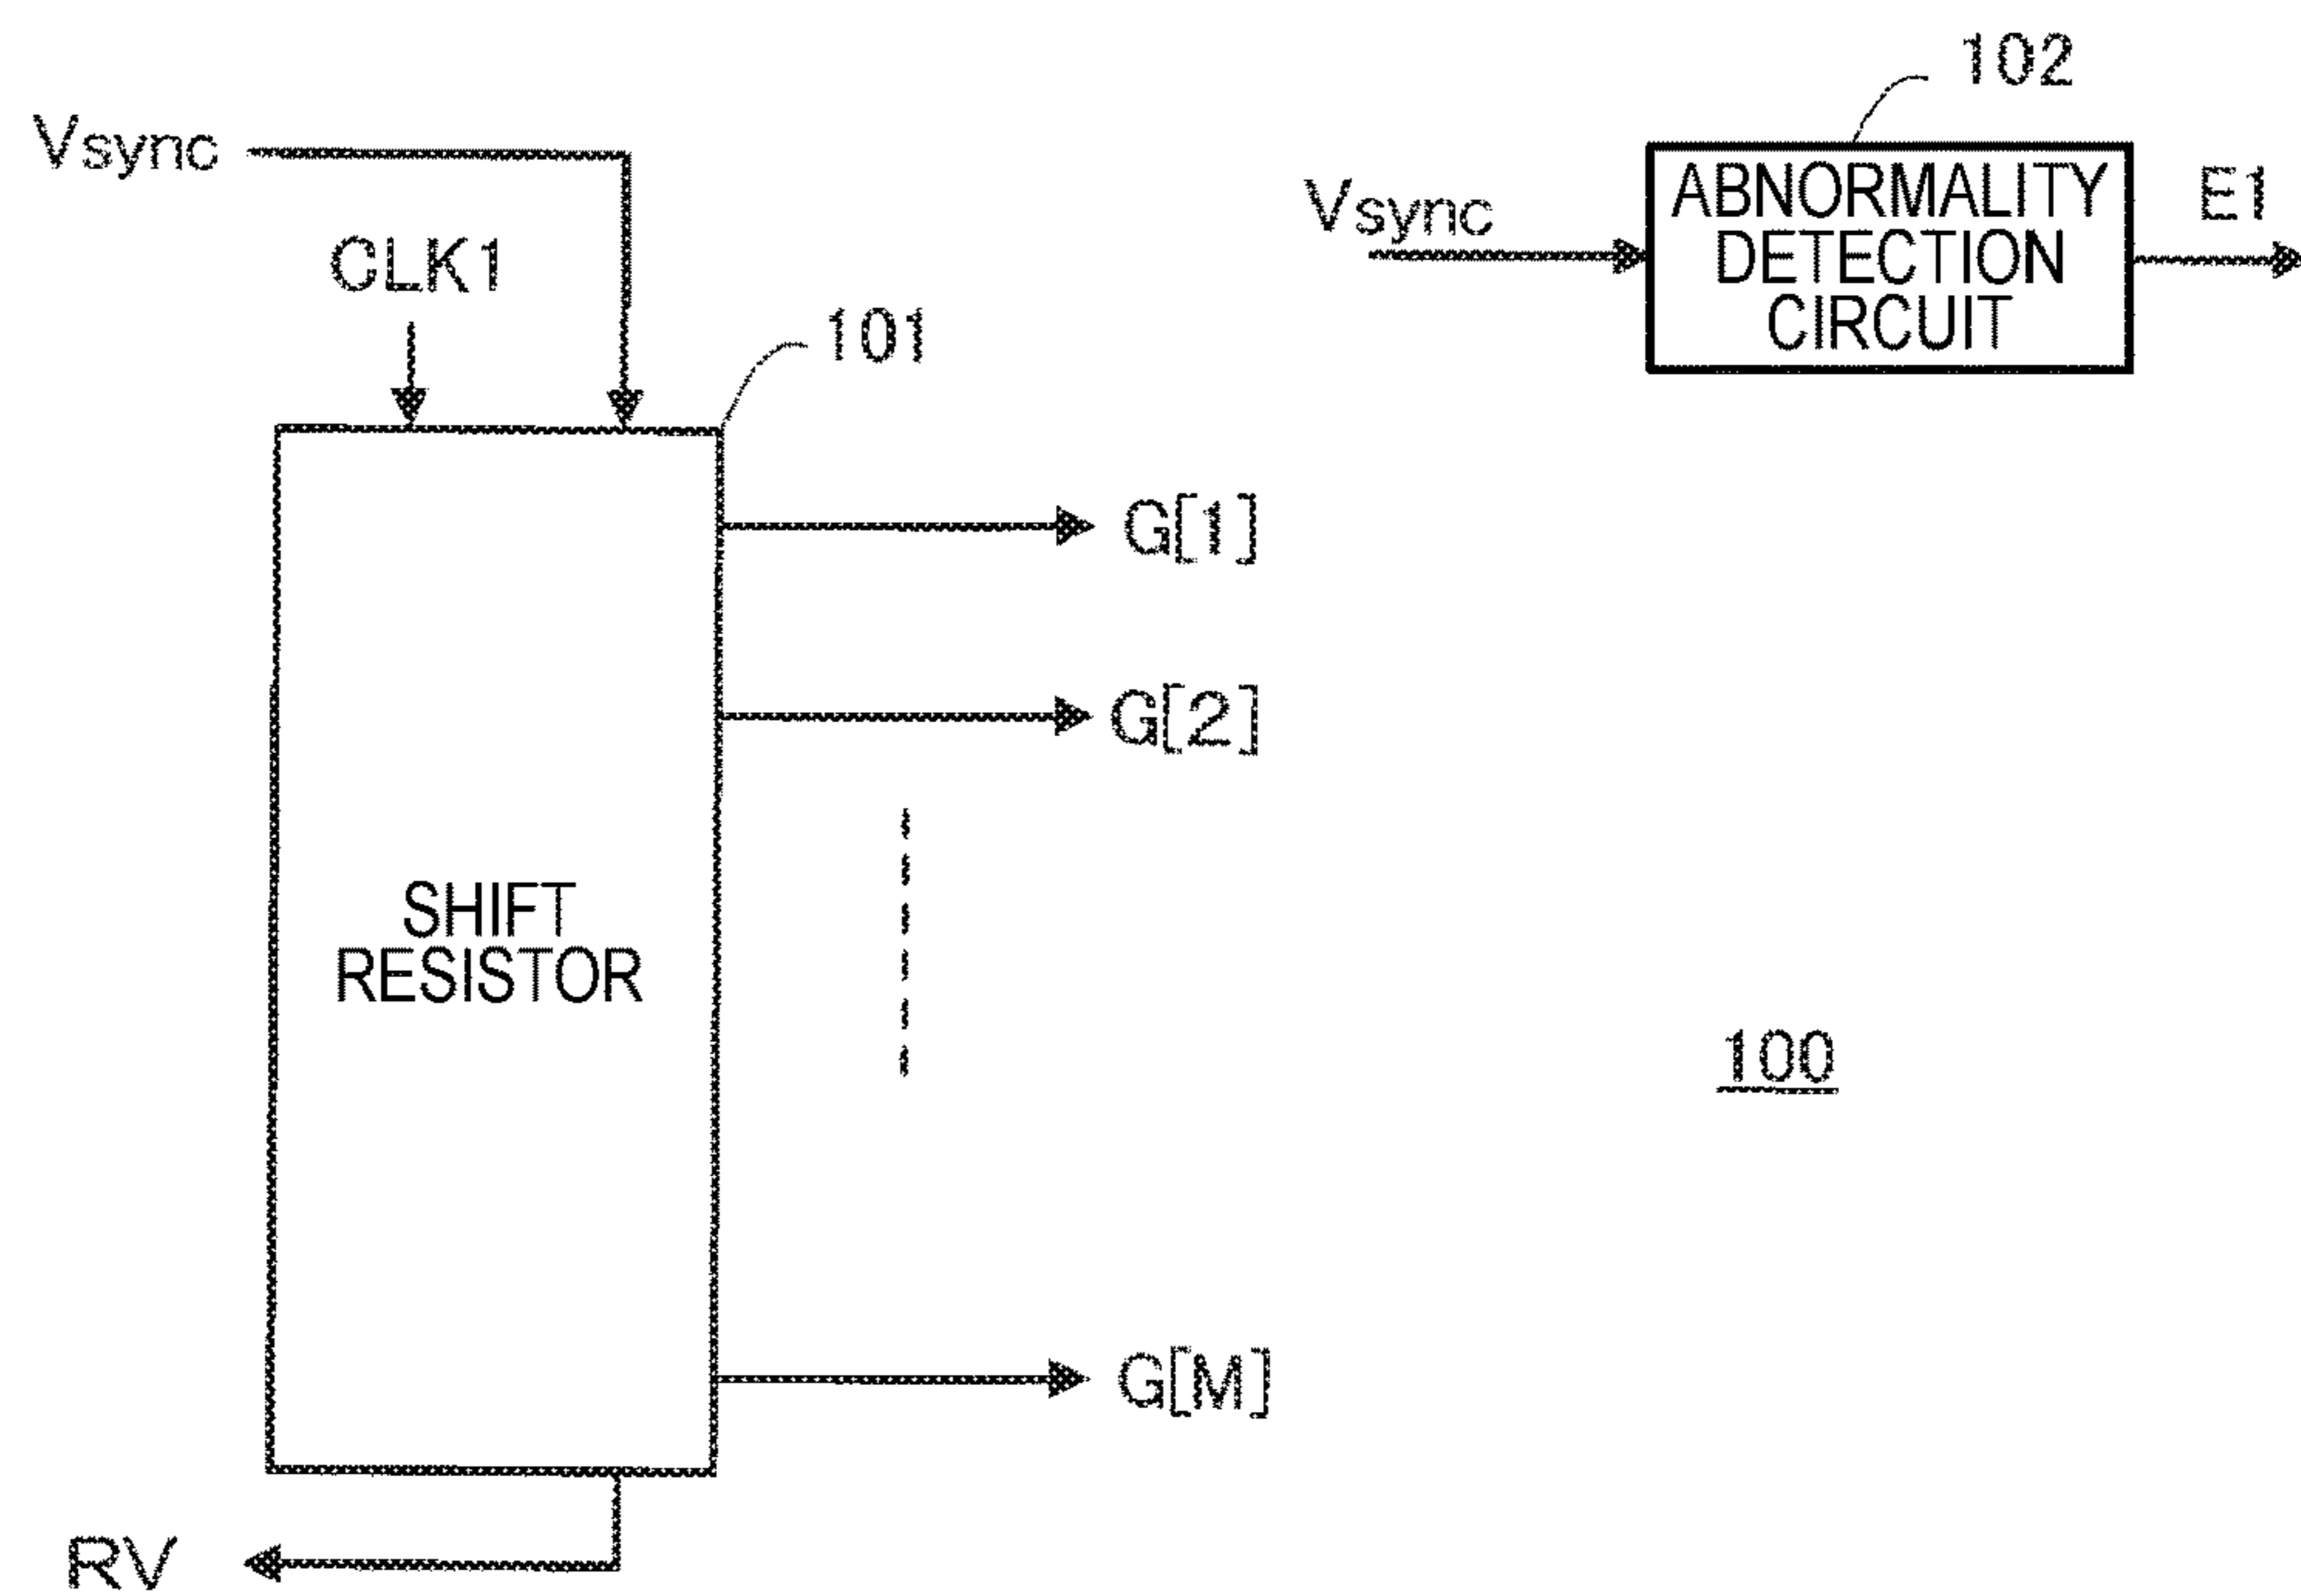 102
Vsync
ABNORMALITY
DETECTION
CIRCUIT
E1
Vsync
CLK1
101
G[1]
G[2]
SHIFT
RESISTOR
100
G[M]
RV